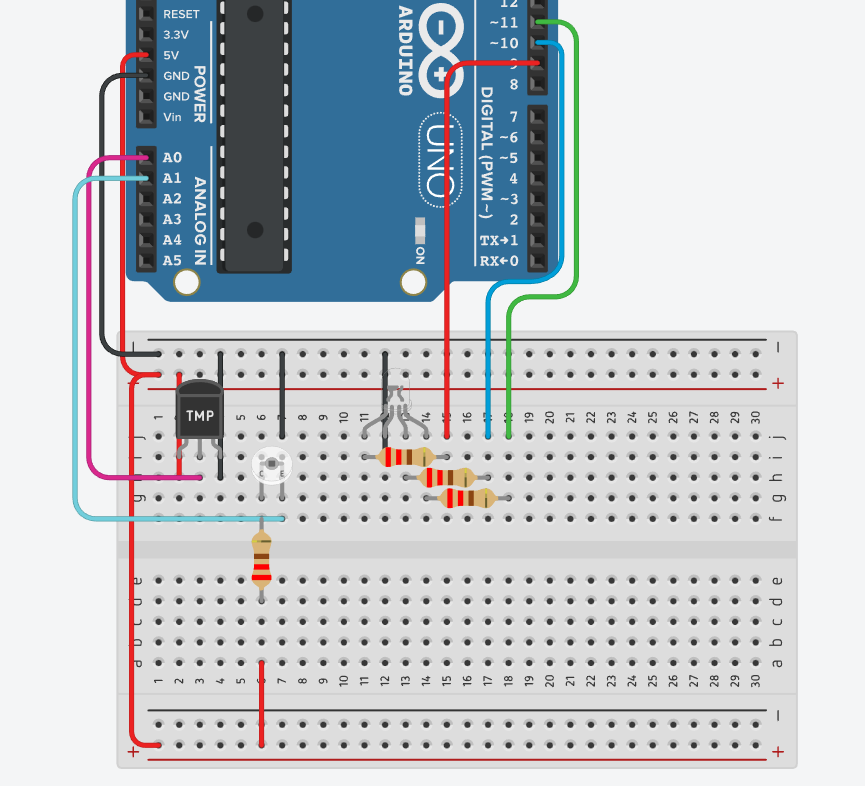 RESET
3.3V
5V
GND
GND
Vin
POWER
A0
A1
A2
A3
A4
A5
ANALOG IN
ARDUINO
UNO
ON
DIGITAL (PWM ~)
12
~11
~10
9
8
7
~6
~5
4
~3
2
TX→1
RX←0
− −
+ +
TMP
1 5 6 7 8 9 10 11 12 13 14 15 16 17 18 19 20 21 22 23 24 25 26 27 28 29 30
j j
i i
h h
g g
f f
C E
e e
d d
c c
b b
a a
1 2 3 4 5 6 7 8 9 10 11 12 13 14 15 16 17 18 19 20 21 22 23 24 25 26 27 28 29 30
−
+ +